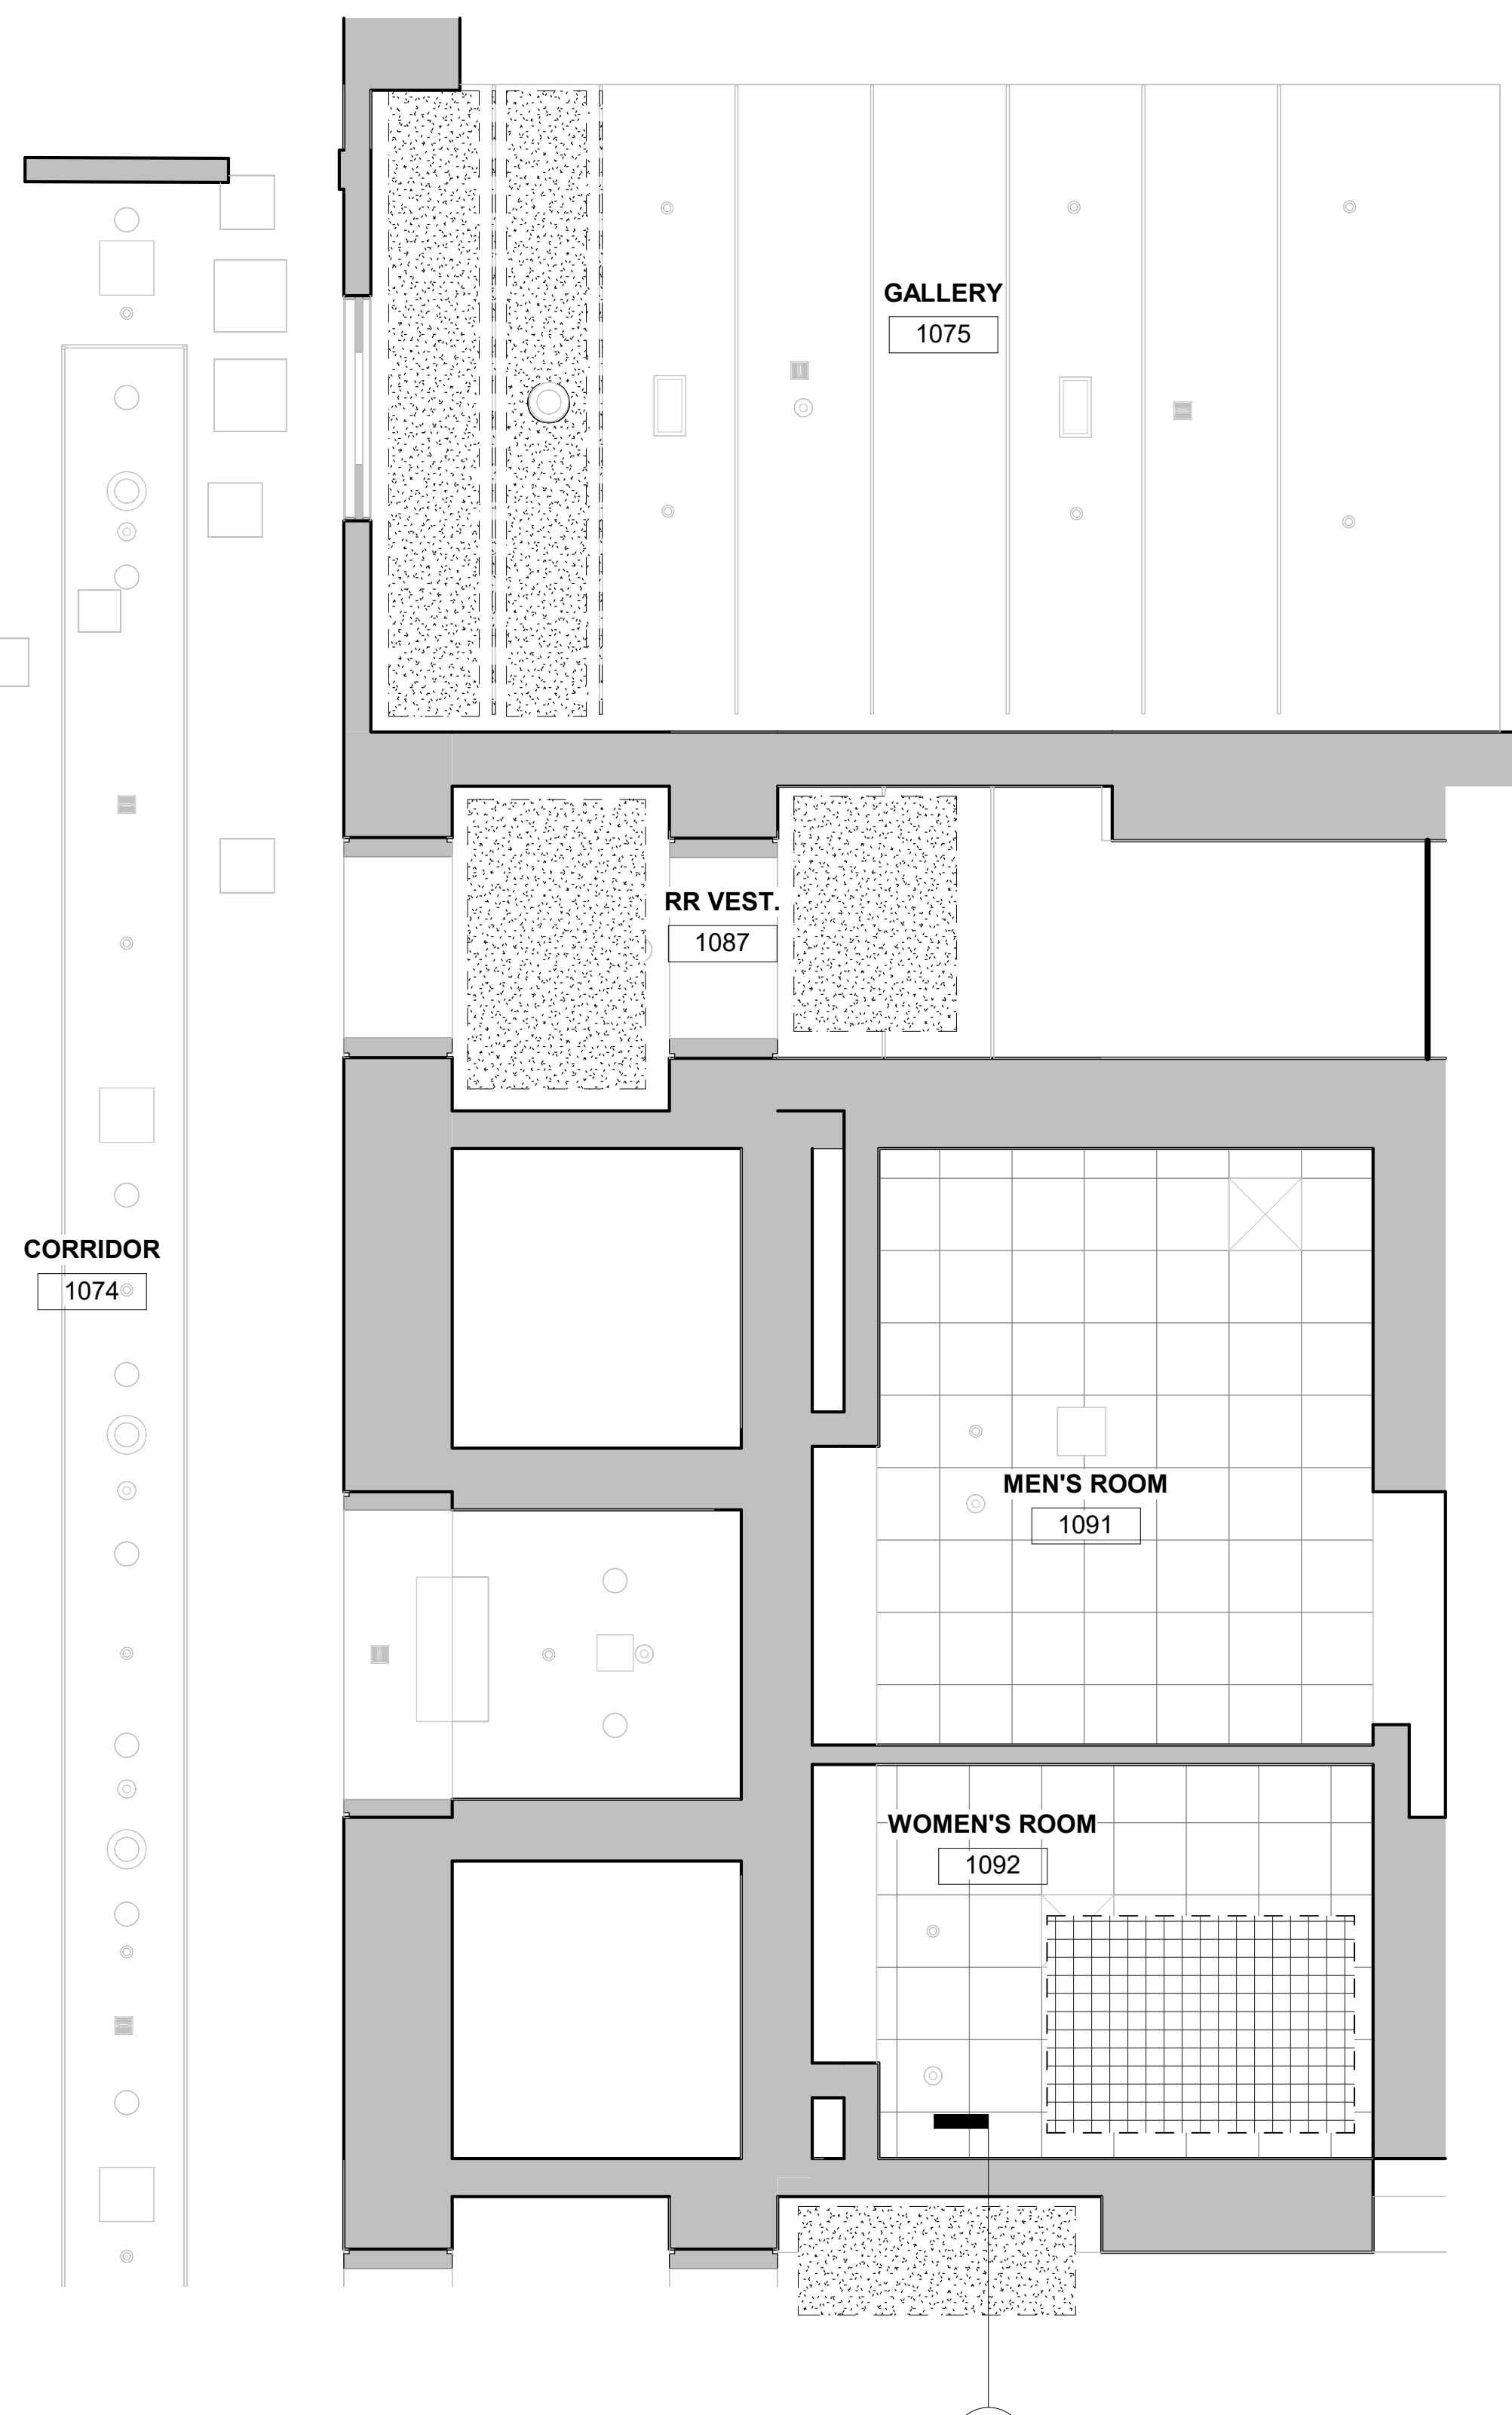 GALLERY
1075
RR VEST.
1087
CORRIDOR
1074
MEN'S ROOM
1091
WOMEN'S ROOM
1092